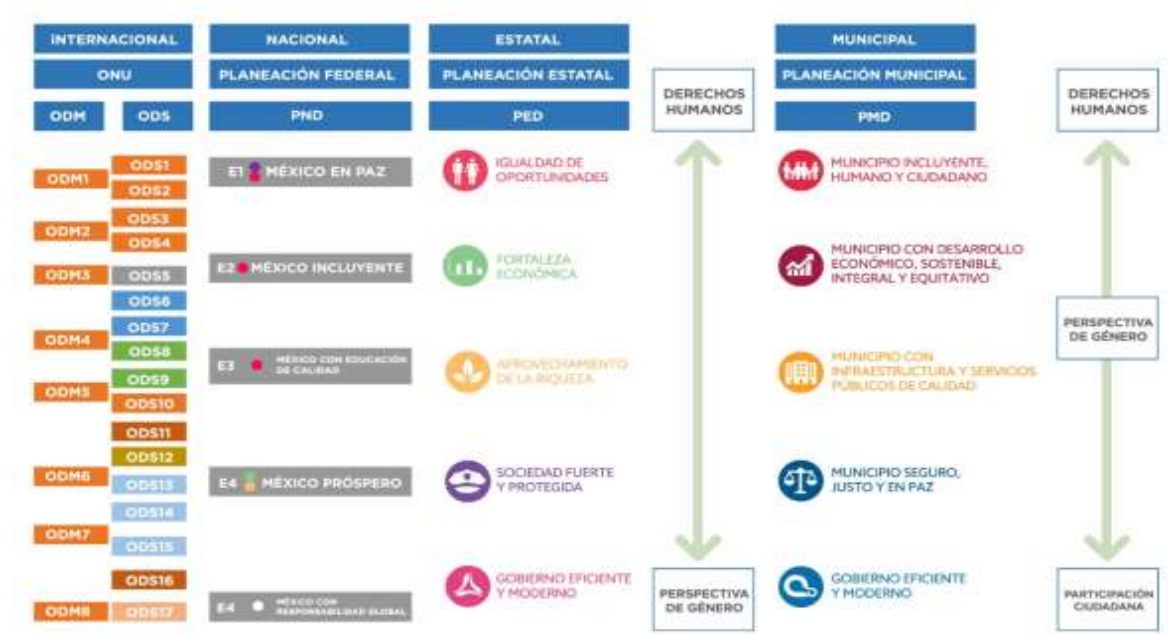 INTERNACIONAL
NACIONAL
ESTATAL
MUNICIPAL
ONU
PLANEACIÓN FEDERAL
PLANEACIÓN ESTATAL
PLANEACIÓN MUNICIPAL
ODM
ODS
PND
PED
PMD
DERECHOS
HUMANOS
DERECHOS
HUMANOS
ODM1
ODM2
ODM3
ODM4
ODM5
ODM6
ODM7
ODM8
ODS1
ODS2
ODS3
ODS4
ODS5
ODS6
ODS7
ODS8
ODS9
ODS10
ODS11
ODS12
ODS13
ODS14
ODS15
ODS16
ODS17
E1 MÉXICO EN PAZ
E2 MÉXICO INCLUYENTE
E3 MÉXICO CON EDUCACIÓN
DE CALIDAD
E4 MÉXICO PRÓSPERO
E4 MÉXICO CON
RESPONSABILIDAD GLOBAL
IGUALDAD DE
OPORTUNIDADES
FORTALEZA
ECONÓMICA
APROVECHAMIENTO
DE LA RIQUEZA
SOCIEDAD FUERTE
Y PROTEGIDA
GOBIERNO EFICIENTE
Y MODERNO
PERSPECTIVA
DE GÉNERO
MUNICIPIO INCLUYENTE,
HUMANO Y CIUDADANO
MUNICIPIO CON DESARROLLO
ECONÓMICO, SOSTENIBLE,
INTEGRAL Y EQUITATIVO
MUNICIPIO CON
INFRAESTRUCTURA Y SERVICIOS
PÚBLICOS DE CALIDAD
MUNICIPIO SEGURO,
JUSTO Y EN PAZ
GOBIERNO EFICIENTE
Y MODERNO
PERSPECTIVA
DE GÉNERO
PARTICIPACIÓN
CIUDADANA